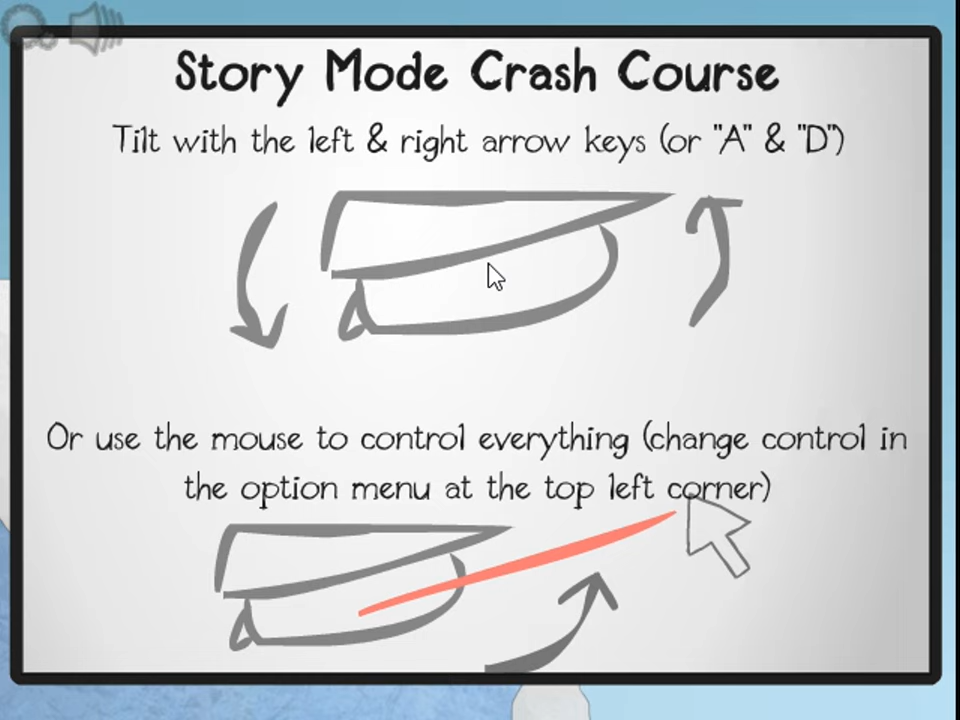 Story Mode Crash Course
Tilt with the left & right arrow keys (or "A" & "D")
Or use the mouse to control everything (change control in
the option menu at the top left corner)